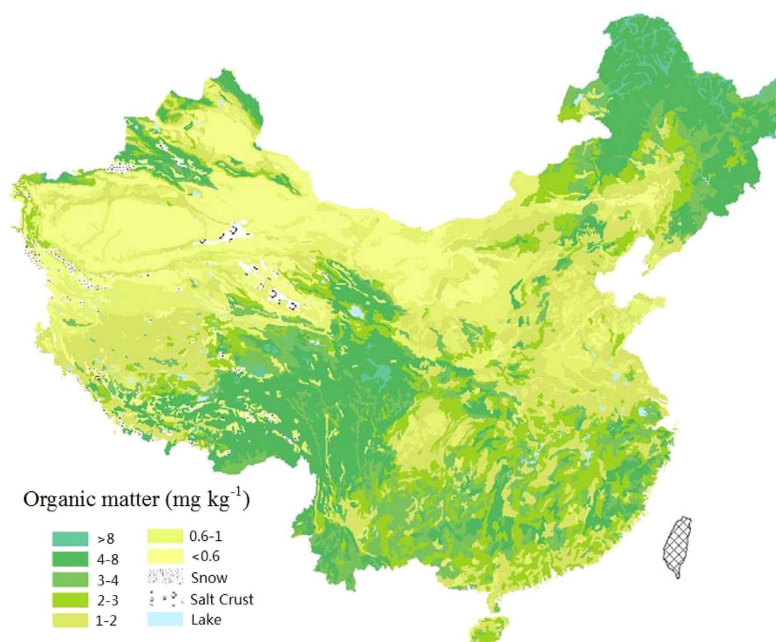 Organic matter (mg kg⁻¹)
>8
4-8
3-4
2-3
1-2
0.6-1
<0.6
Snow
Salt Crust
Lake